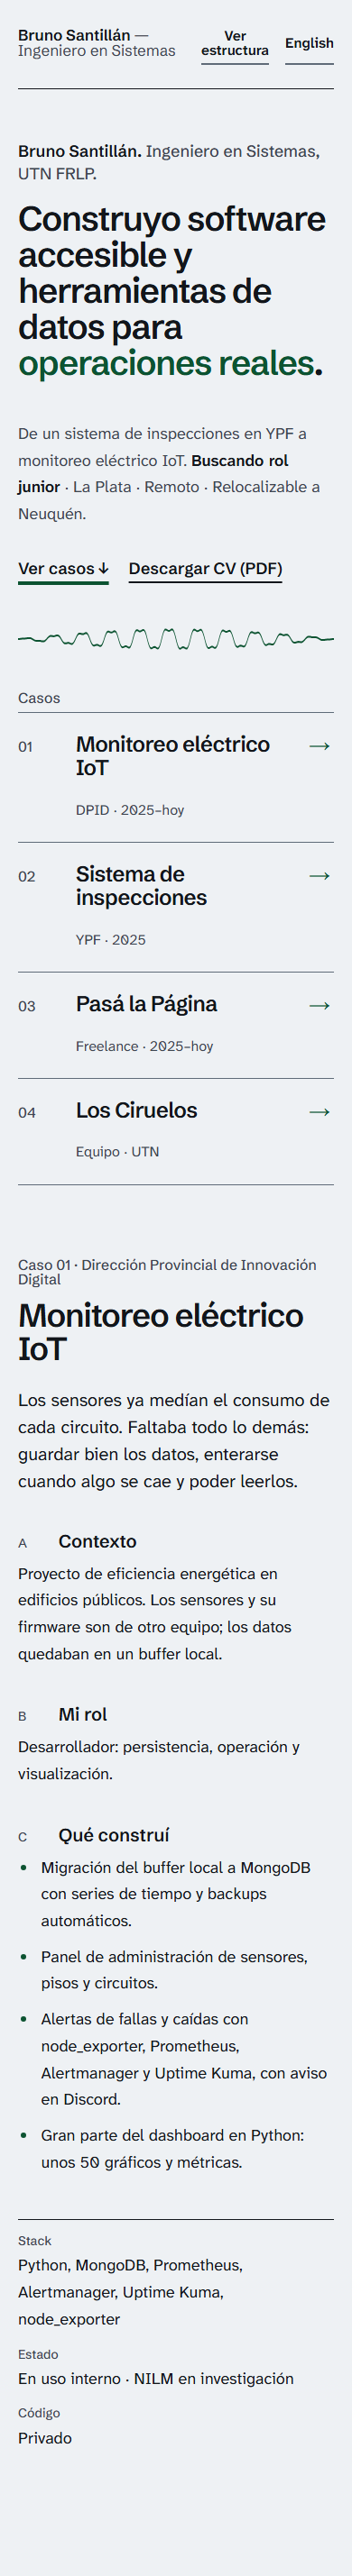 Bruno Santillán —
Ingeniero en Sistemas
Ver
estructura
English
Bruno Santillán. Ingeniero en Sistemas,
UTN FRLP.
Construyo software
accesible y
herramientas de
datos para
operaciones reales.
De un sistema de inspecciones en YPF a
monitoreo eléctrico IoT. Buscando rol
junior · La Plata · Remoto · Relocalizable a
Neuquén.
Ver casos ↓
Descargar CV (PDF)
Casos
01
Monitoreo eléctrico
IoT
→
DPID · 2025–hoy
02
Sistema de
inspecciones
→
YPF · 2025
03
Pasá la Página
→
Freelance · 2025–hoy
04
Los Ciruelos
→
Equipo · UTN
Caso 01 · Dirección Provincial de Innovación
Digital
Monitoreo eléctrico
IoT
Los sensores ya medían el consumo de
cada circuito. Faltaba todo lo demás:
guardar bien los datos, enterarse
cuando algo se cae y poder leerlos.
A Contexto
Proyecto de eficiencia energética en
edificios públicos. Los sensores y su
firmware son de otro equipo; los datos
quedaban en un buffer local.
B Mi rol
Desarrollador: persistencia, operación y
visualización.
C Qué construí
• Migración del buffer local a MongoDB
con series de tiempo y backups
automáticos.
• Panel de administración de sensores,
pisos y circuitos.
• Alertas de fallas y caídas con
node_exporter, Prometheus,
Alertmanager y Uptime Kuma, con aviso
en Discord.
• Gran parte del dashboard en Python:
unos 50 gráficos y métricas.
Stack
Python, MongoDB, Prometheus,
Alertmanager, Uptime Kuma,
node_exporter
Estado
En uso interno · NILM en investigación
Código
Privado